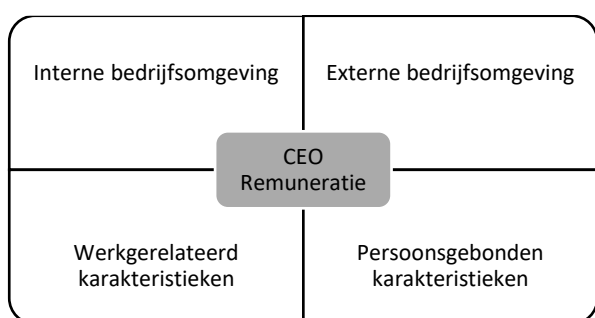 Interne bedrijfsomgeving
Externe bedrijfsomgeving
CEO
Remuneratie
Werkgerelateerd
karakteristieken
Persoonsgebonden
karakteristieken